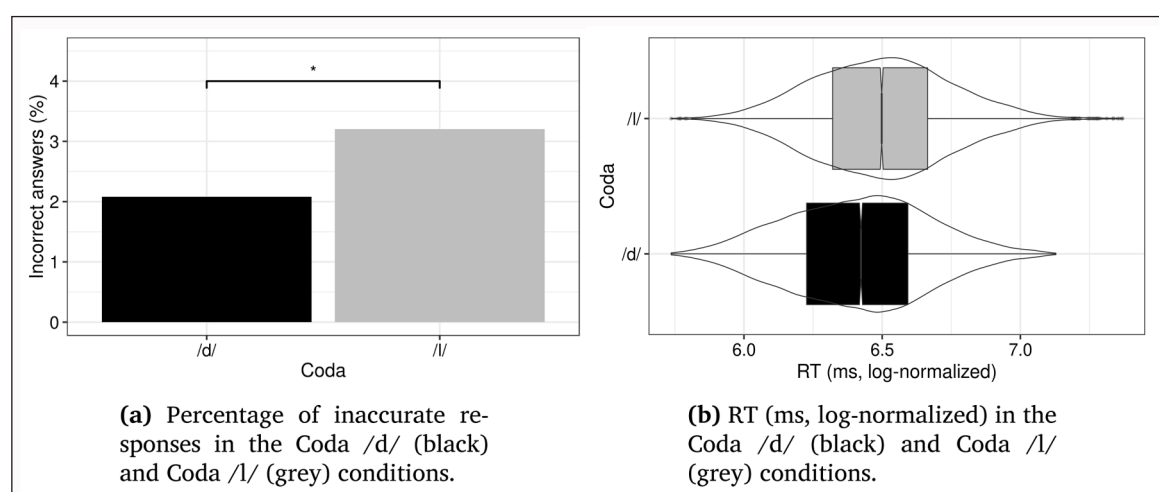 *
4
3
2
1
0
Incorrect answers (%)
/d/ /l/
Coda
/l/
/d/
Coda
6.0 6.5 7.0
RT (ms, log-normalized)
(a) Percentage of inaccurate re-
sponses in the Coda /d/ (black)
and Coda /l/ (grey) conditions.
(b) RT (ms, log-normalized) in the
Coda /d/ (black) and Coda /l/
(grey) conditions.